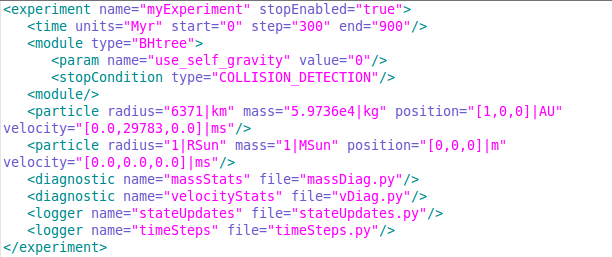 <experiment name="myExperiment" stopEnabled="true">
<time units="Myr" start="0" step="300" end="900"/>
<module type="BHtree">
<param name="use_self_gravity" value="0"/>
<stopCondition type="COLLISION_DETECTION"/>
<module/>
<particle radius="6371|km" mass="5.9736e4|kg" position="[1,0,0]|AU"
velocity="[0.0,29783,0.0]|ms"/>
<particle radius="1|RSun" mass="1|MSun" position="[0,0,0]|m"
velocity="[0.0,0.0,0.0]|ms"/>
<diagnostic name="massStats" file="massDiag.py"/>
<diagnostic name="velocityStats" file="vDiag.py"/>
<logger name="stateUpdates" file="stateUpdates.py"/>
<logger name="timeSteps" file="timeSteps.py"/>
</experiment>